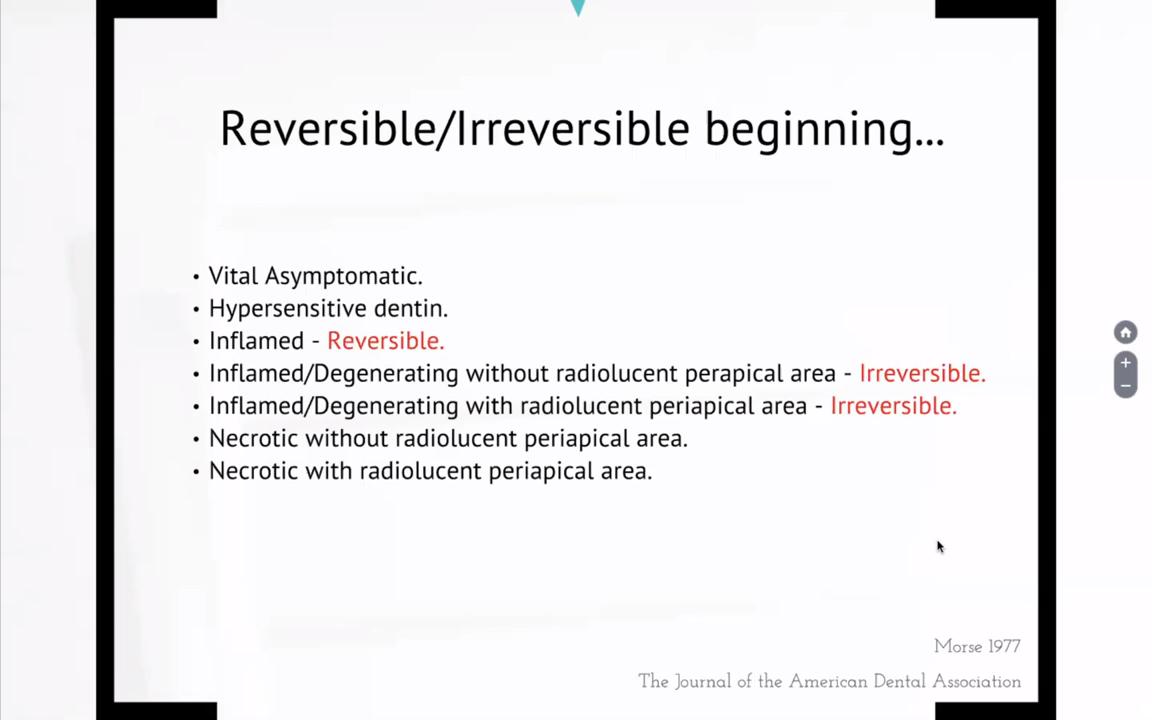 Reversible/Irreversible beginning...
• Vital Asymptomatic.
• Hypersensitive dentin.
• Inflamed - Reversible.
• Inflamed/Degenerating without radiolucent perapical area - Irreversible.
• Inflamed/Degenerating with radiolucent periapical area - Irreversible.
• Necrotic without radiolucent periapical area.
• Necrotic with radiolucent periapical area.
Morse 1977
The Journal of the American Dental Association